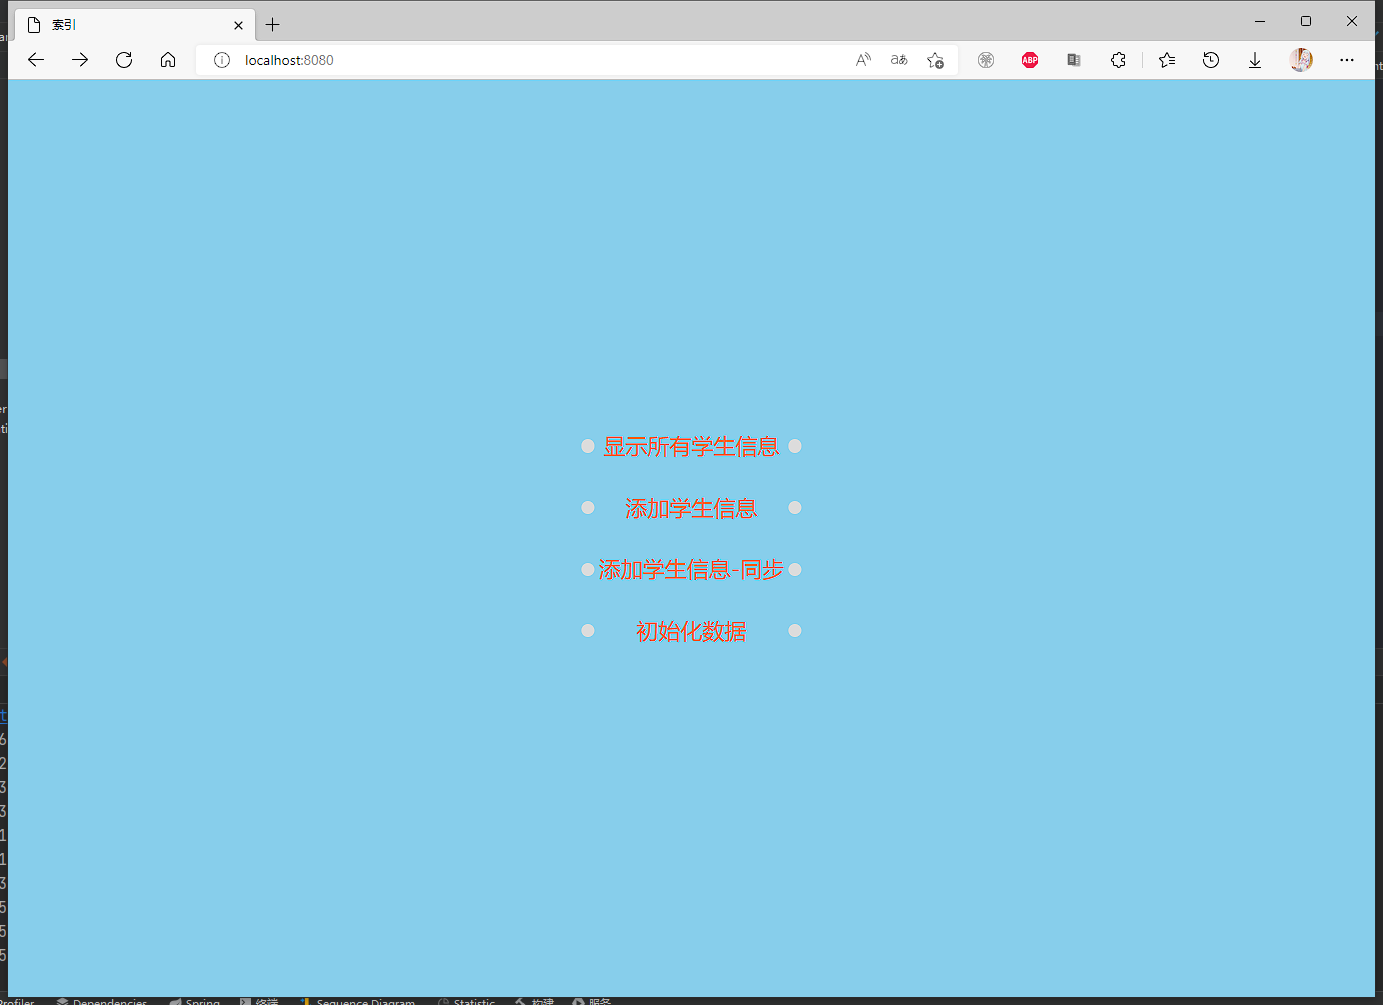 索引
localhost:8080
ABP
显示所有学生信息
添加学生信息
添加学生信息-同步
初始化数据
Profiler Dependencies Spring 终端 Sequence Diagram Statistic 构建 服务